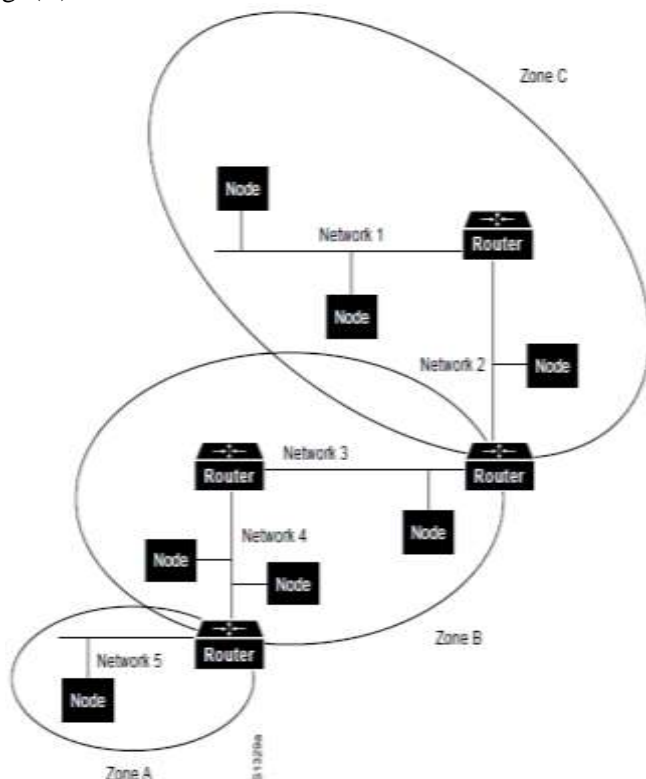 Zone C
Node
Network 1
Router
Node
Network 2
Node
Network 3
Router
Router
Network 4
Node
Node
Node
Router
Zone B
Network 5
Node
Zone A